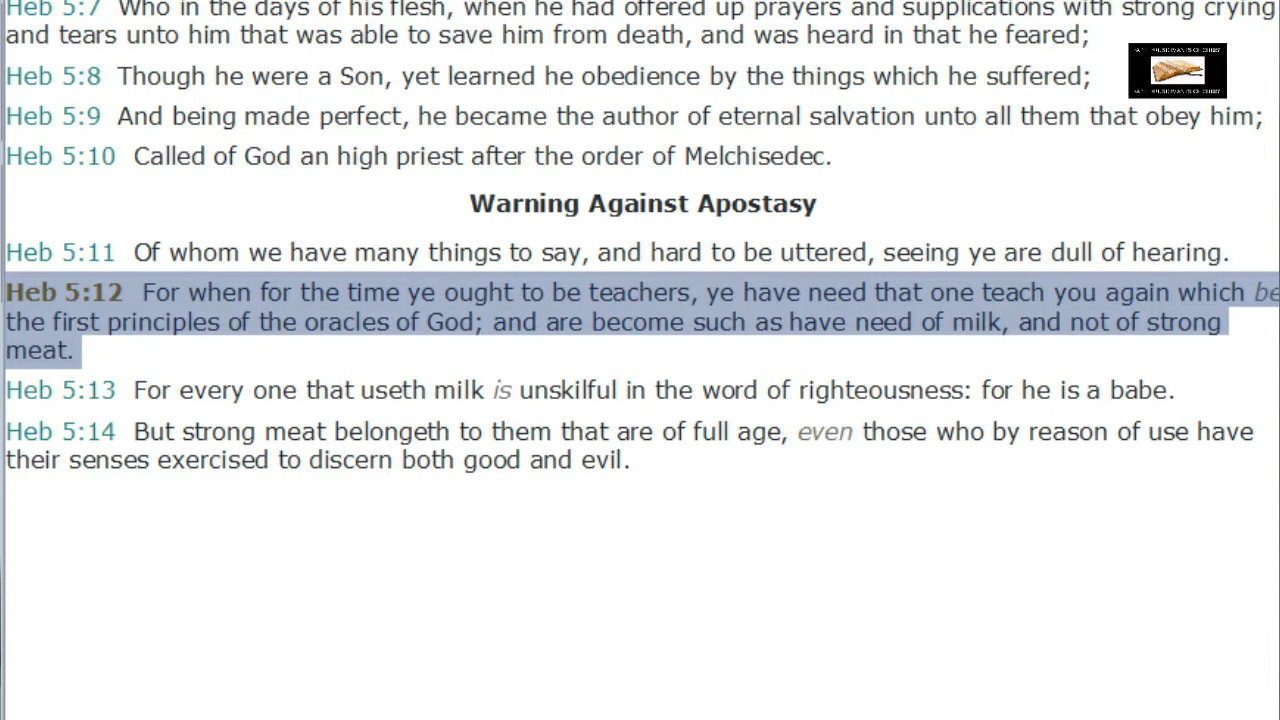 Heb 5:7 Who in the days of his flesh, when he had offered up prayers and supplications with strong crying
and tears unto him that was able to save him from death, and was heard in that he feared;
Heb 5:8 Though he were a Son, yet learned he obedience by the things which he suffered;
Heb 5:9 And being made perfect, he became the author of eternal salvation unto all them that obey him;
Heb 5:10 Called of God an high priest after the order of Melchisedec.
Warning Against Apostasy
Heb 5:11 Of whom we have many things to say, and hard to be uttered, seeing ye are dull of hearing.
Heb 5:12 For when for the time ye ought to be teachers, ye have need that one teach you again which be
the first principles of the oracles of God; and are become such as have need of milk, and not of strong
meat.
Heb 5:13 For every one that useth milk is unskilful in the word of righteousness: for he is a babe.
Heb 5:14 But strong meat belongeth to them that are of full age, even those who by reason of use have
their senses exercised to discern both good and evil.